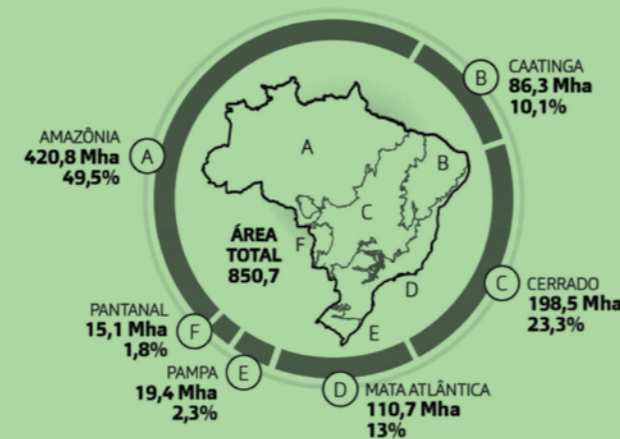 B
CAATINGA
86,3 Mha
10,1%
AMAZÔNIA
420,8 Mha
49,5%
A
A
B
C
F
D
E
ÁREA
TOTAL
850,7
C
CERRADO
198,5 Mha
23,3%
PANTANAL
15,1 Mha
1,8%
F
PAMPA
19,4 Mha
2,3%
E
D
MATA ATLÂNTICA
110,7 Mha
13%